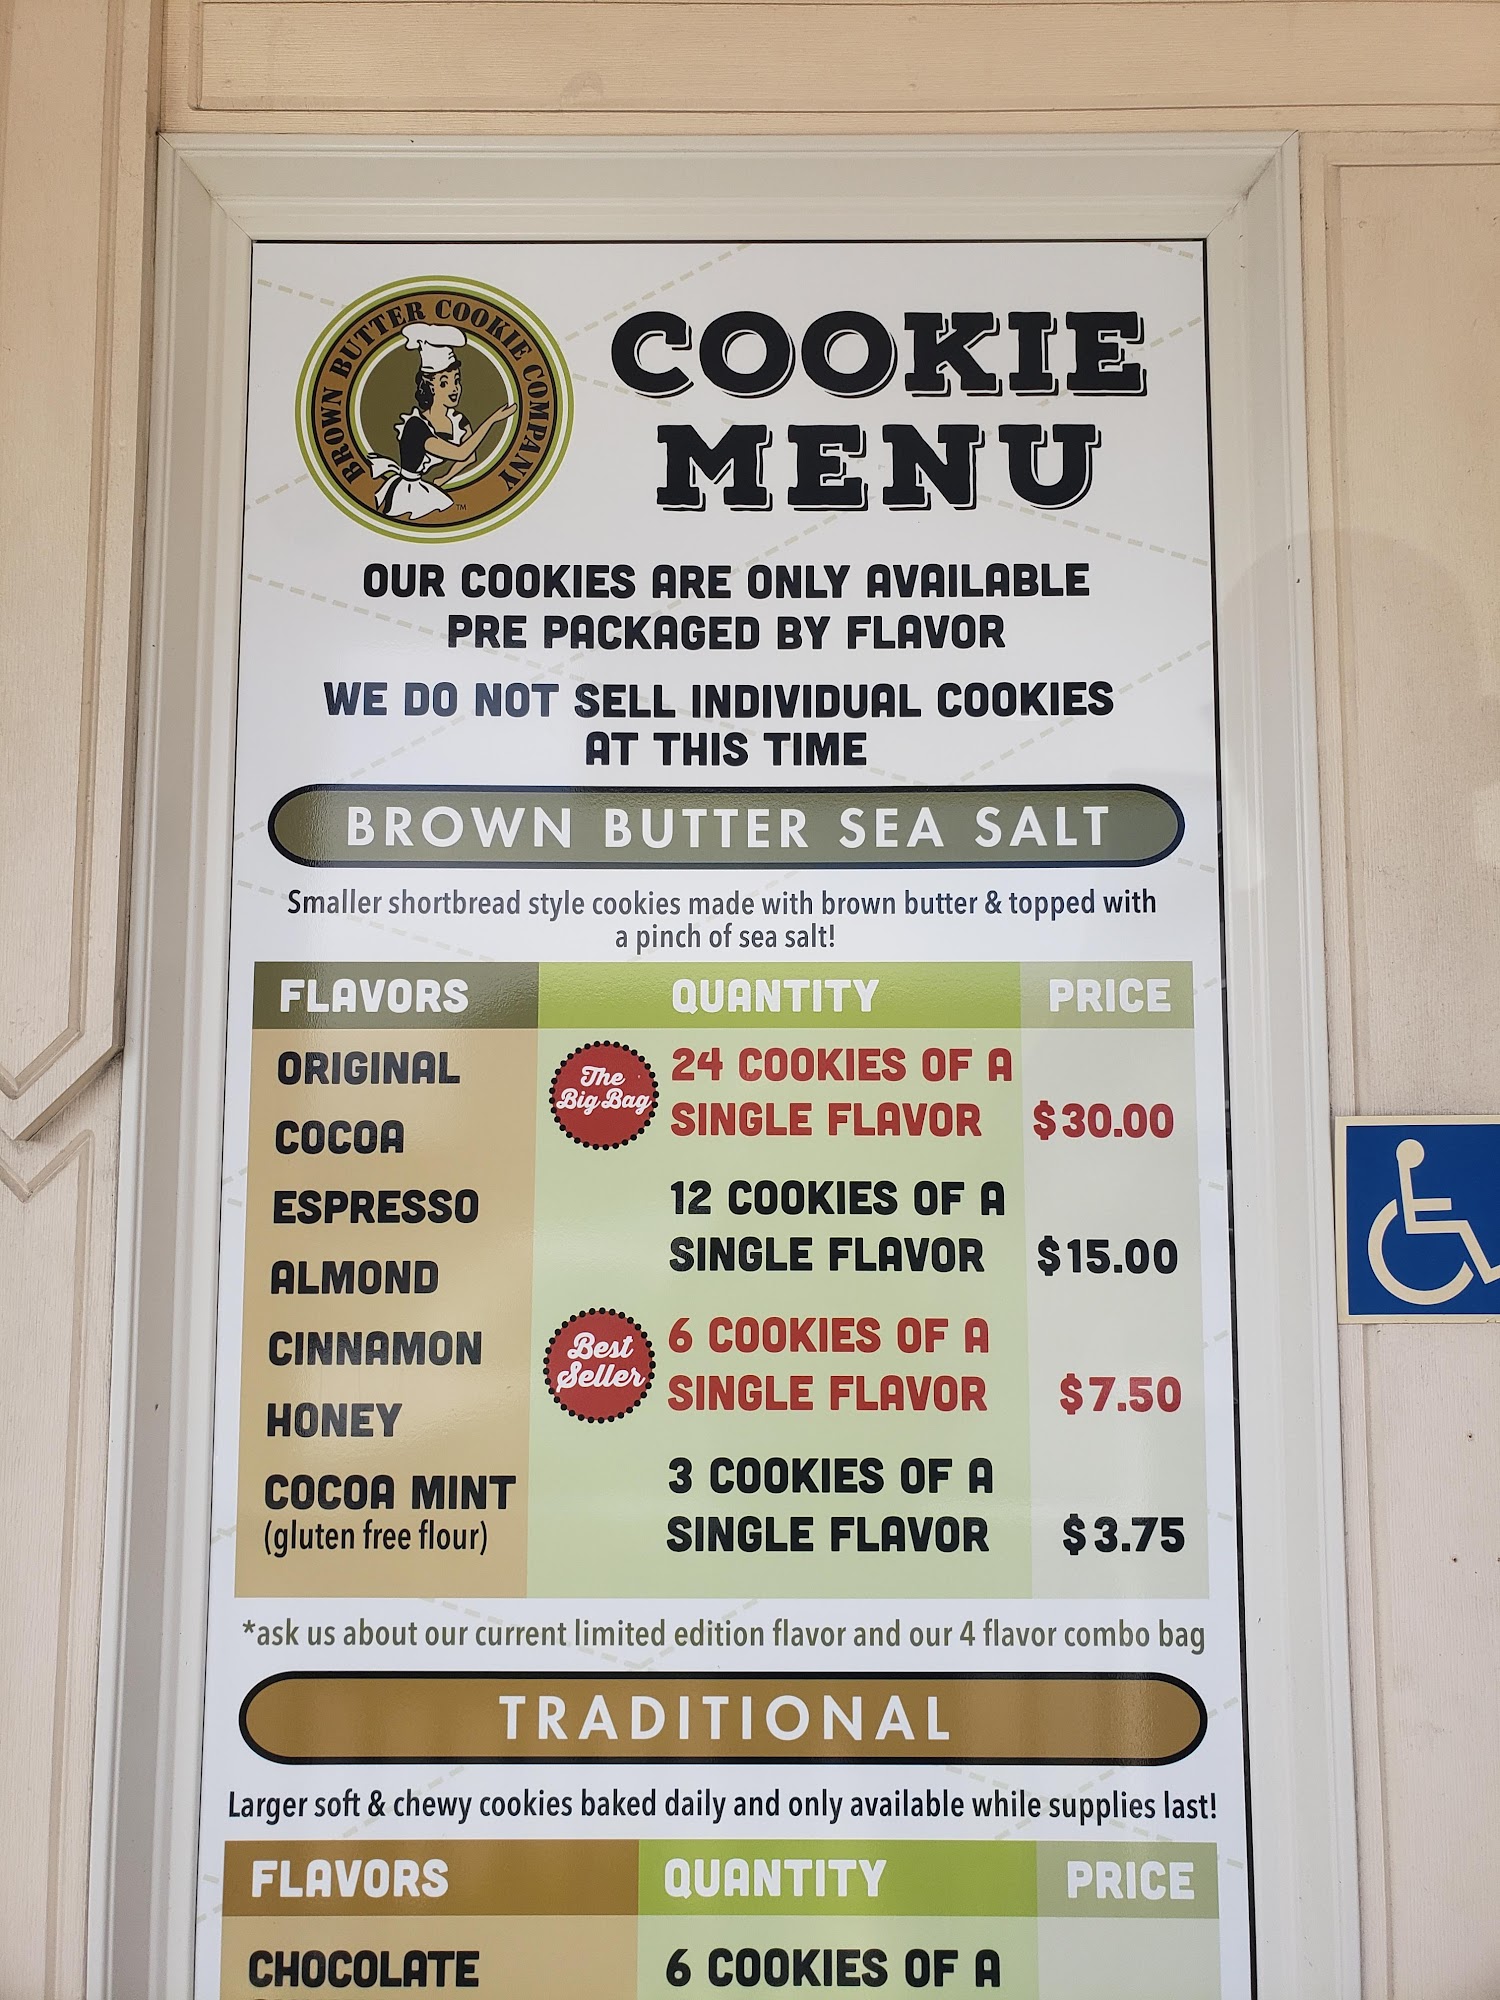 BROWN BUTTER COOKIE COMPANY
TM
COOKIE
MENU
OUR COOKIES ARE ONLY AVAILABLE
PRE PACKAGED BY FLAVOR
WE DO NOT SELL INDIVIDUAL COOKIES
AT THIS TIME
BROWN BUTTER SEA SALT
Smaller shortbread style cookies made with brown butter & topped with
a pinch of sea salt!
FLAVORS QUANTITY PRICE
ORIGINAL
COCOA
ESPRESSO
ALMOND
CINNAMON
HONEY
COCOA MINT
(gluten free flour)
The
Big Bag
24 COOKIES OF A
SINGLE FLAVOR $30.00
12 COOKIES OF A
SINGLE FLAVOR $15.00
Best
Seller
6 COOKIES OF A
SINGLE FLAVOR $7.50
3 COOKIES OF A
SINGLE FLAVOR $3.75
*ask us about our current limited edition flavor and our 4 flavor combo bag
TRADITIONAL
Larger soft & chewy cookies baked daily and only available while supplies last!
FLAVORS QUANTITY PRICE
CHOCOLATE 6 COOKIES OF A